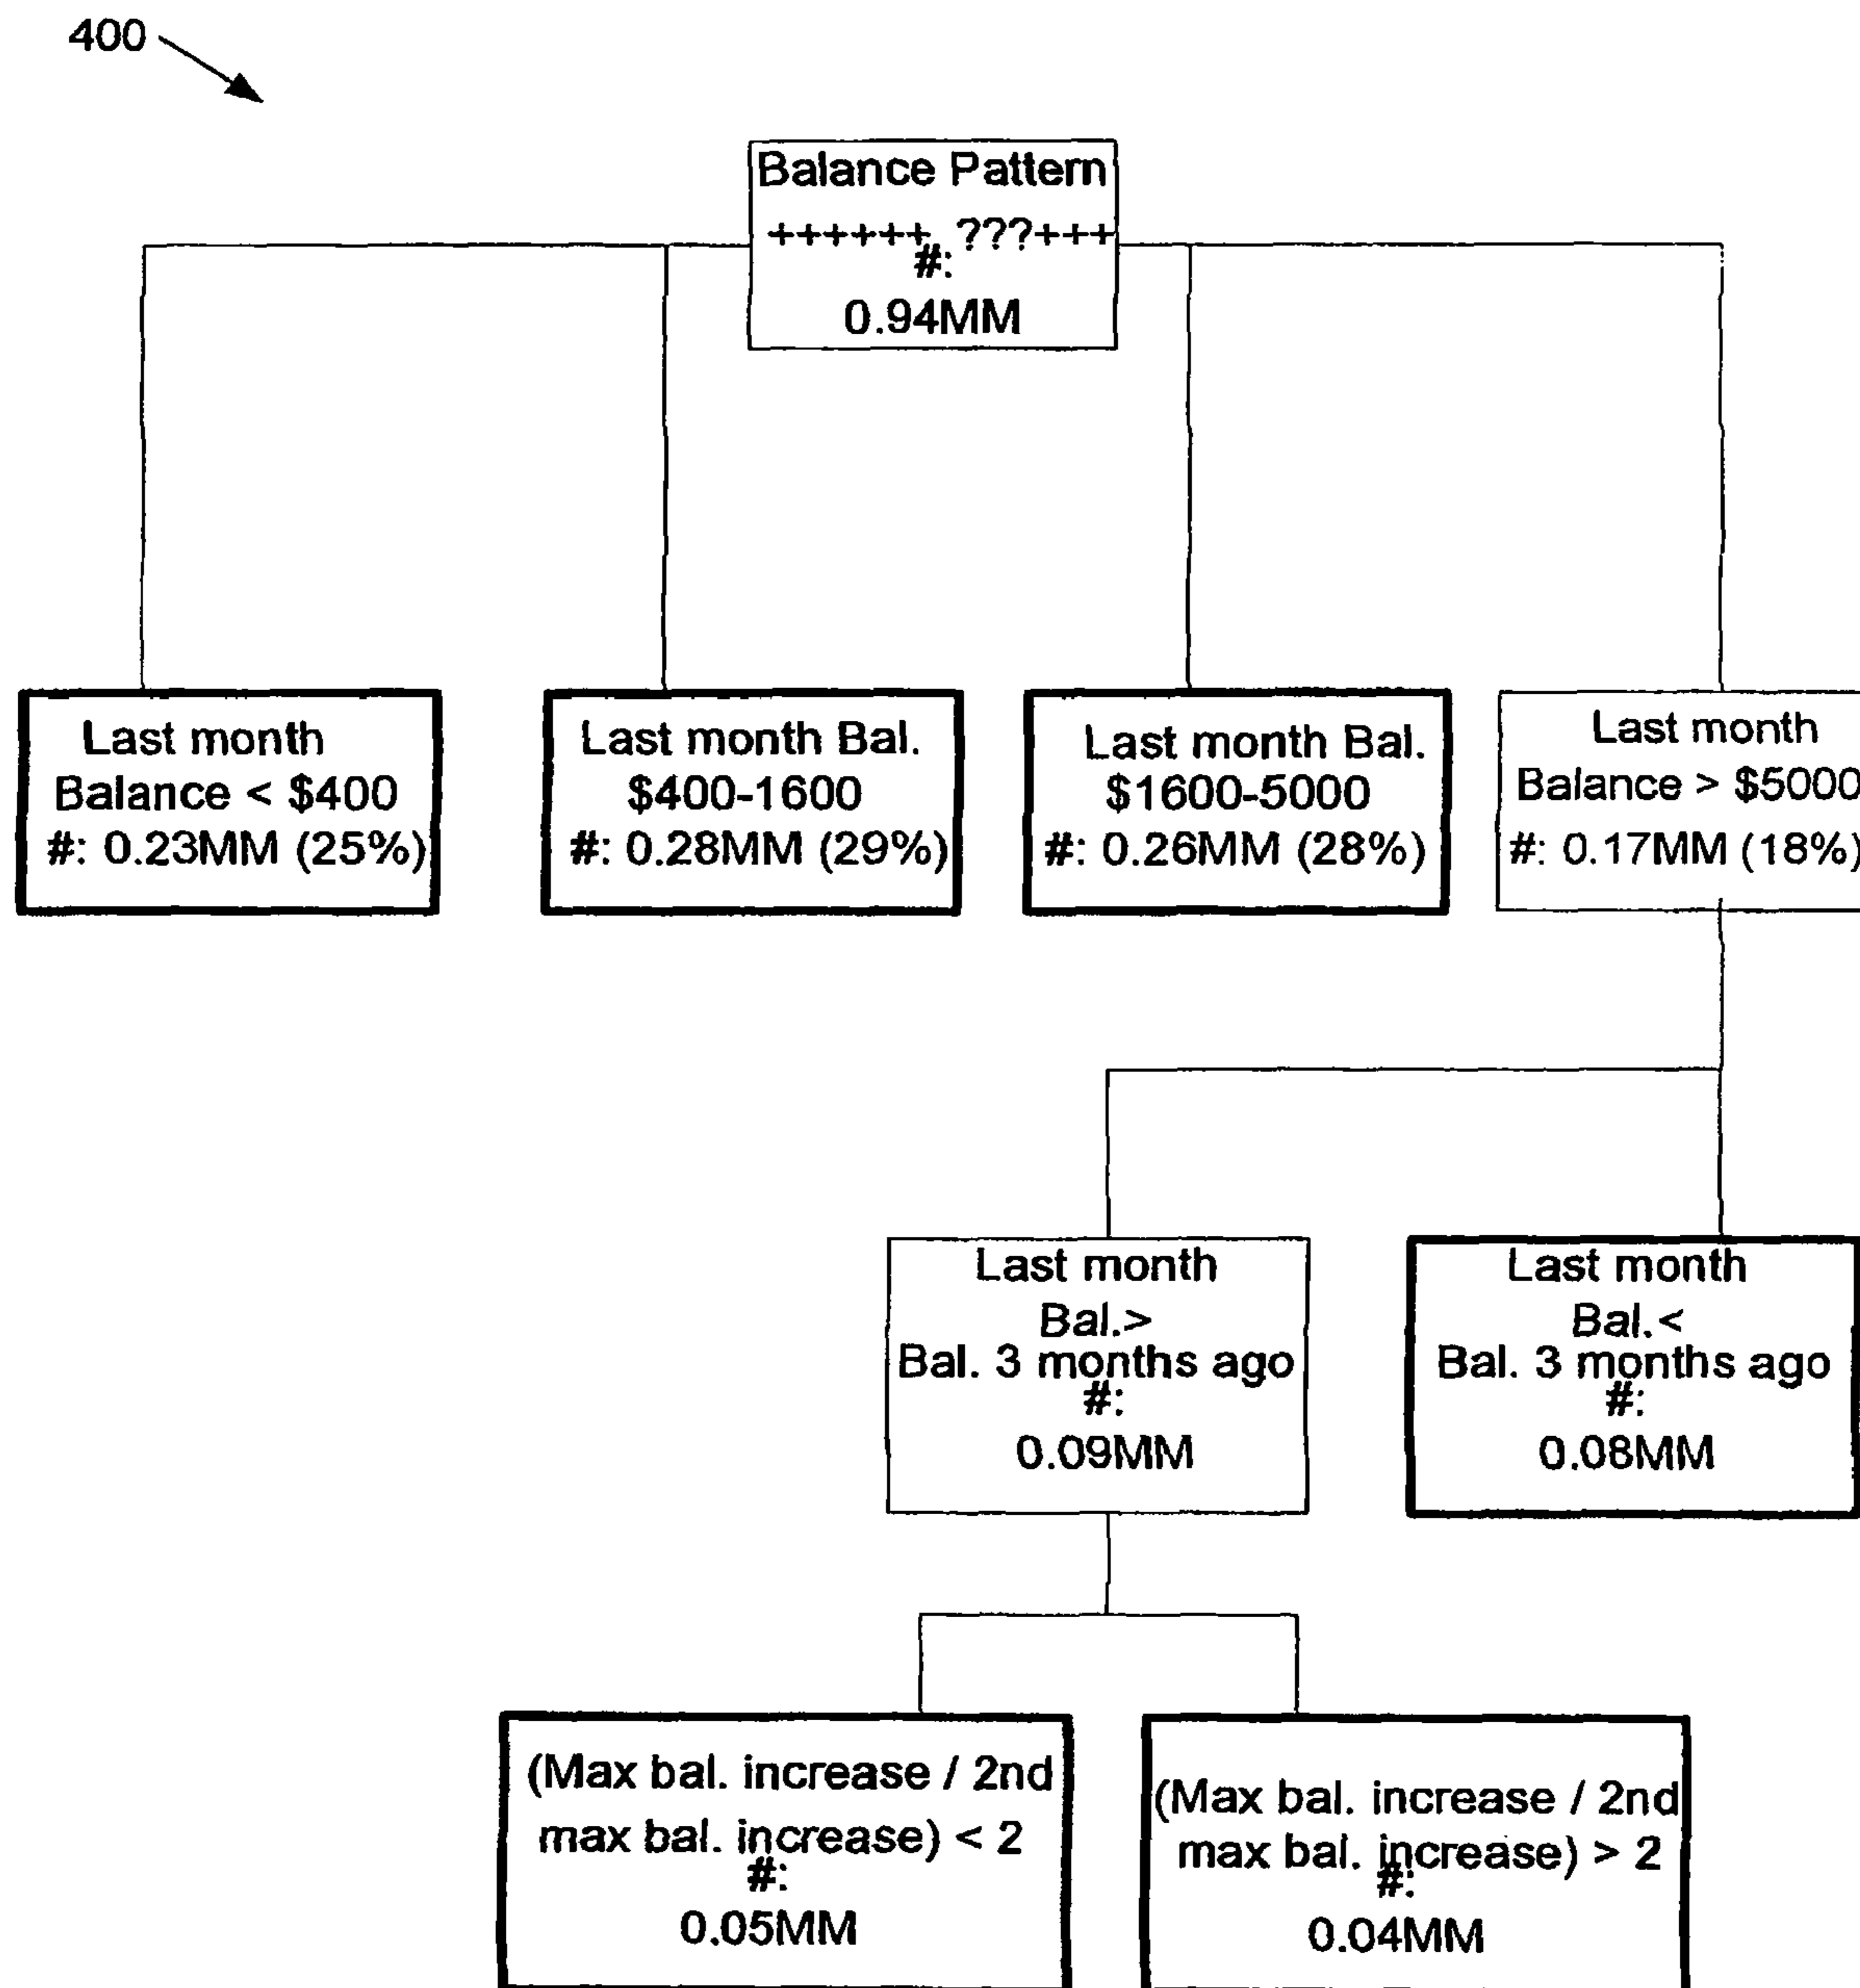 400
Balance Pattern
++++++, ???+++
#:
0.94MM
Last month
Balance < $400
#: 0.23MM (25%)
Last month Bal.
$400-1600
#: 0.28MM (29%)
Last month Bal.
$1600-5000
#: 0.26MM (28%)
Last month
Balance > $5000
#: 0.17MM (18%)
Last month
Bal.>
Bal. 3 months ago
#:
0.09MM
Last month
Bal.<
Bal. 3 months ago
#:
0.08MM
(Max bal. increase / 2nd
max bal. increase) < 2
#:
0.05MM
(Max bal. increase / 2nd
max bal. increase) > 2
#:
0.04MM